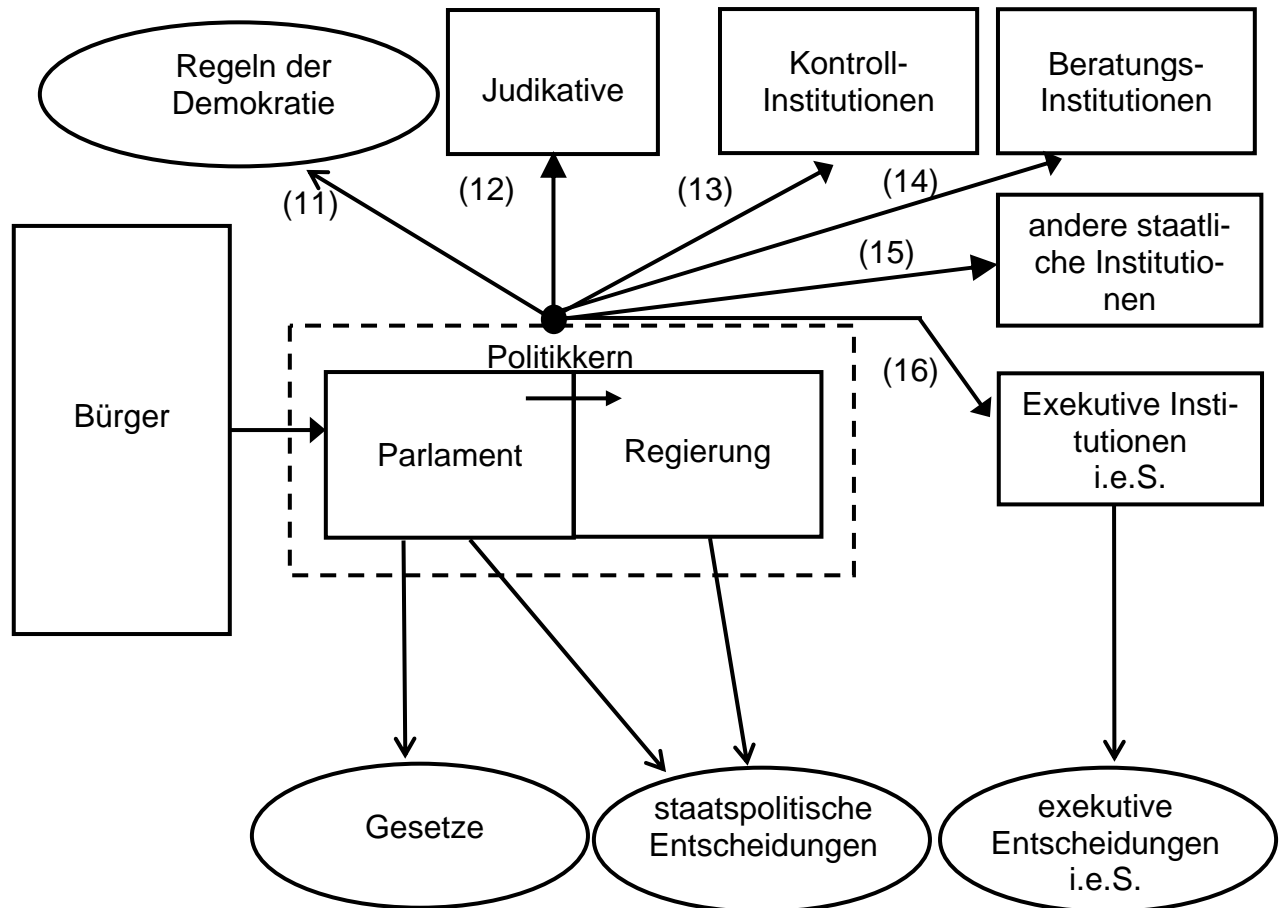 Regeln der
Demokratie
Judikative
Kontroll-
Institutionen
Beratungs-
Institutionen
(11)
(12)
(13)
(14)
andere staatli-
che Institutio-
nen
(15)
Politikkern
(16)
Bürger
Parlament
Regierung
Exekutive Insti-
tutionen
i.e.S.
Gesetze
staatspolitische
Entscheidungen
exekutive
Entscheidungen
i.e.S.